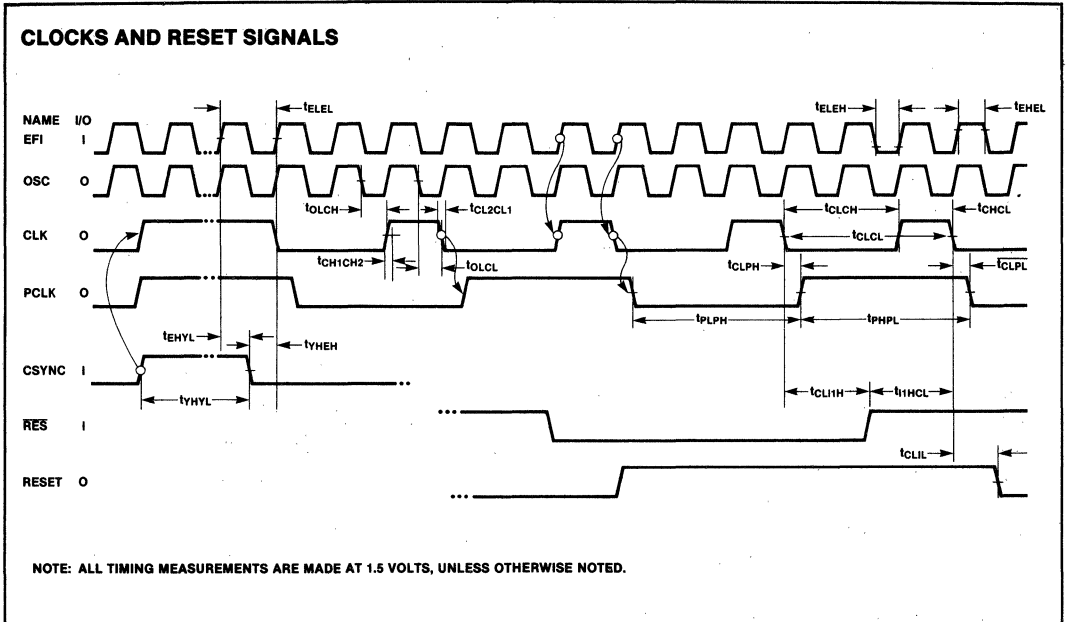 CLOCKS AND RESET SIGNALS
NAME I/O
tELEL
tELEH
tEHEL
EFI I
OSC O
tOLCH
tCL2CL1
tCLCH
tCHCL
CLK O
tCLCL
tCH1CH2
tOLCL
tCLPH
tCLPL
PCLK O
tPLPH
tPHPL
tEHYL
tYHEH
CSYNC I
tYHYL
tCLI1H
tI1HCL
RES I
tCLIL
RESET O
NOTE: ALL TIMING MEASUREMENTS ARE MADE AT 1.5 VOLTS, UNLESS OTHERWISE NOTED.